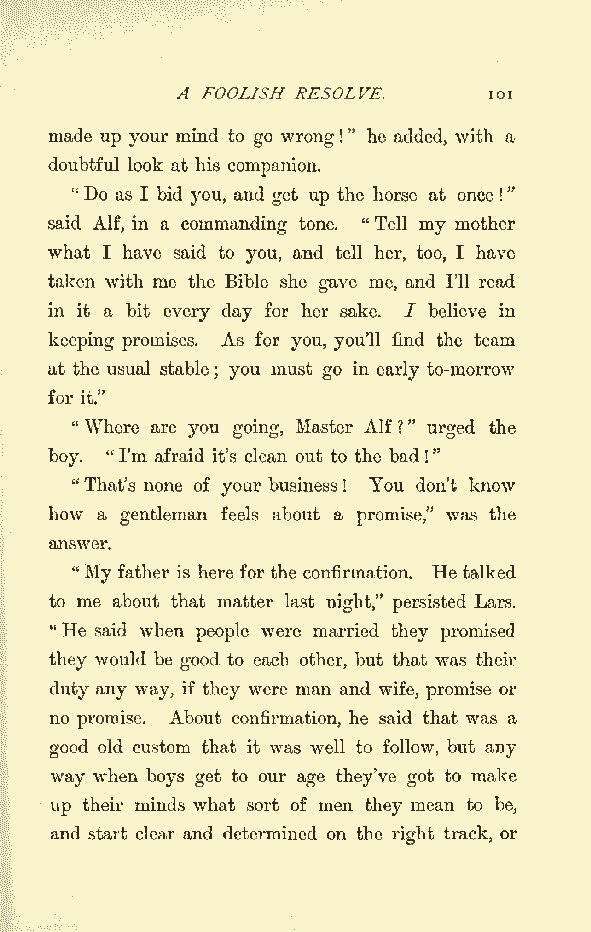 A FOOLISH RESOLVE. 101
made up your mind to go wrong!” he added, with a
doubtful look at his companion.
“Do as I bid you, and get up the horse at once!”
said Alf, in a commanding tone. “Tell my mother
what I have said to you, and tell her, too, I have
taken with me the Bible she gave me, and I’ll read
in it a bit every day for her sake. I believe in
keeping promises. As for you, you’ll find the team
at the usual stable; you must go in early to-morrow
for it.”
“Where are you going, Master Alf?” urged the
boy. “I’m afraid it’s clean out to the bad!”
“That’s none of your business! You don’t know
how a gentleman feels about a promise,” was the
answer.
“My father is here for the confirmation. He talked
to me about that matter last night,” persisted Lars.
“He said when people were married they promised
they would be good to each other, but that was their
duty any way, if they were man and wife, promise or
no promise. About confirmation, he said that was a
good old custom that it was well to follow, but any
way when boys get to our age they’ve got to make
up their minds what sort of men they mean to be,
and start clear and determined on the right track, or